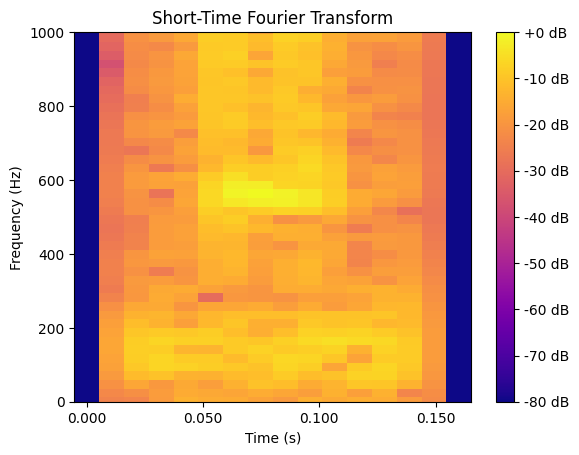 Short-Time Fourier Transform
1000
800
600
400
200
0
Frequency (Hz)
0.000
0.050
0.100
0.150
Time (s)
+0 dB
-10 dB
-20 dB
-30 dB
-40 dB
-50 dB
-60 dB
-70 dB
-80 dB